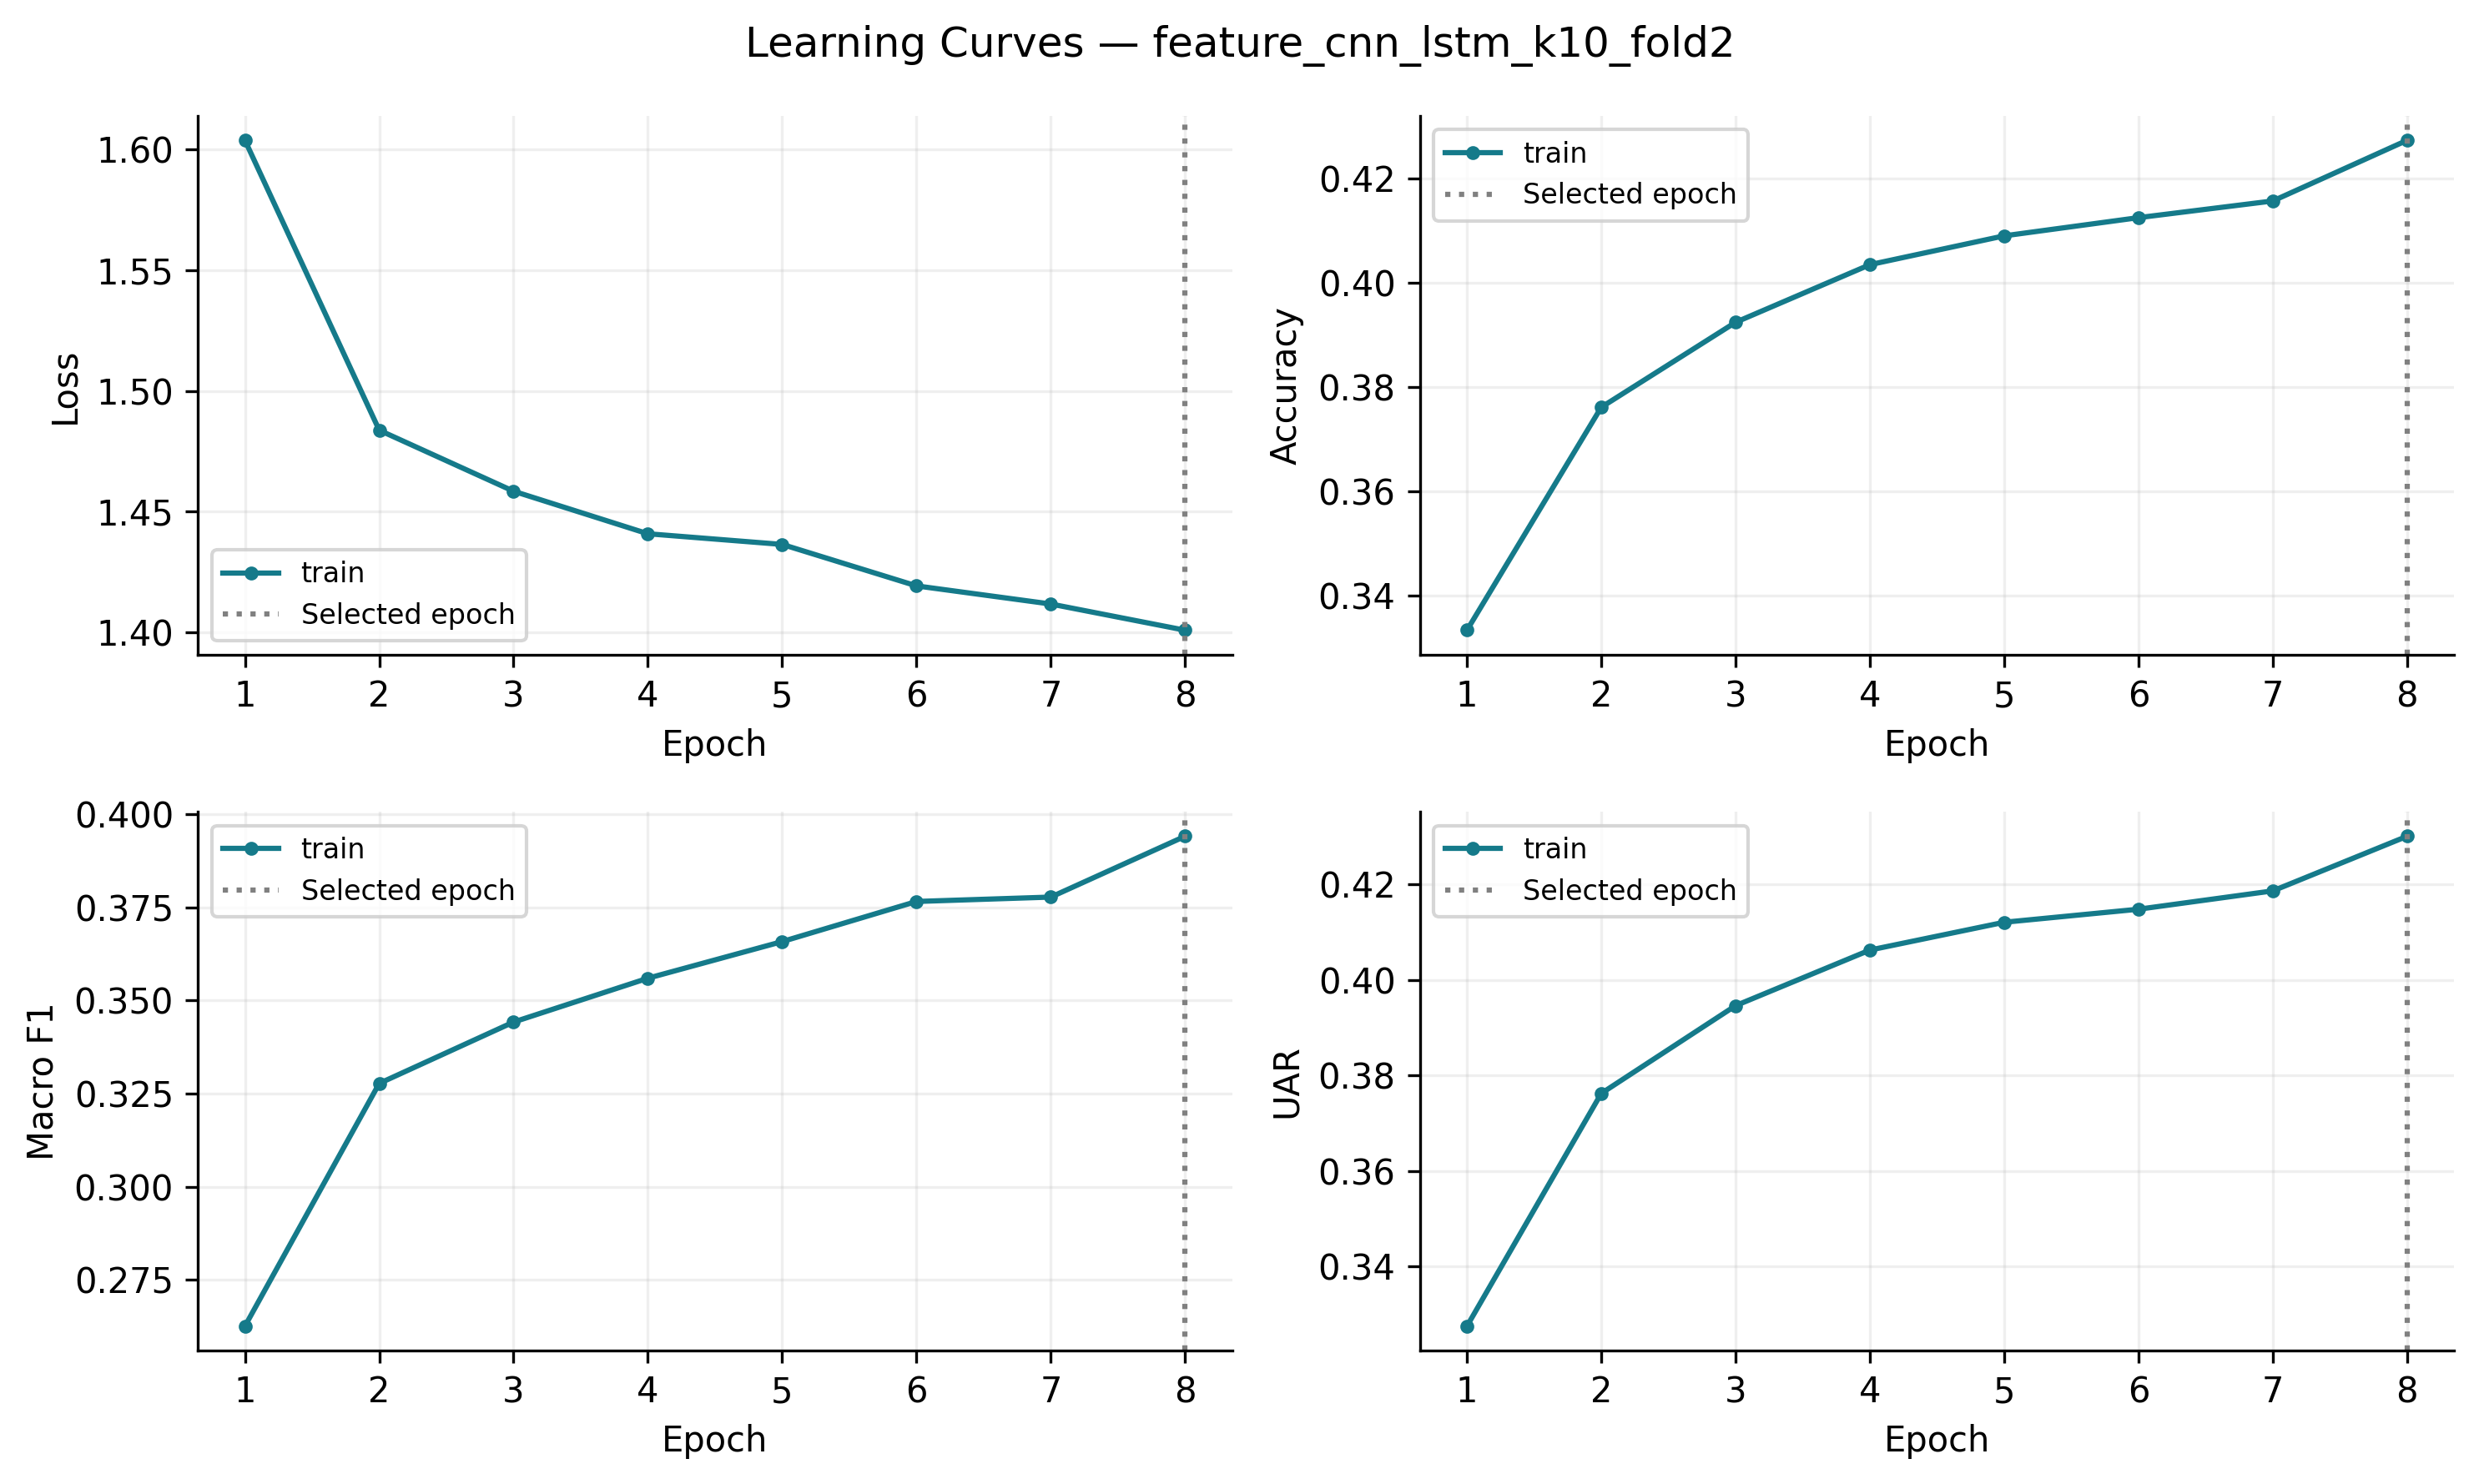 Learning Curves — feature_cnn_lstm_k10_fold2
1.60
1.55
1.50
1.45
1.40
Loss
train
Selected epoch
1 2 3 4 5 6 7 8
Epoch
0.42
0.40
0.38
0.36
0.34
Accuracy
train
Selected epoch
1 2 3 4 5 6 7 8
Epoch
0.400
0.375
0.350
0.325
0.300
0.275
Macro F1
train
Selected epoch
1 2 3 4 5 6 7 8
Epoch
0.42
0.40
0.38
0.36
0.34
UAR
train
Selected epoch
1 2 3 4 5 6 7 8
Epoch